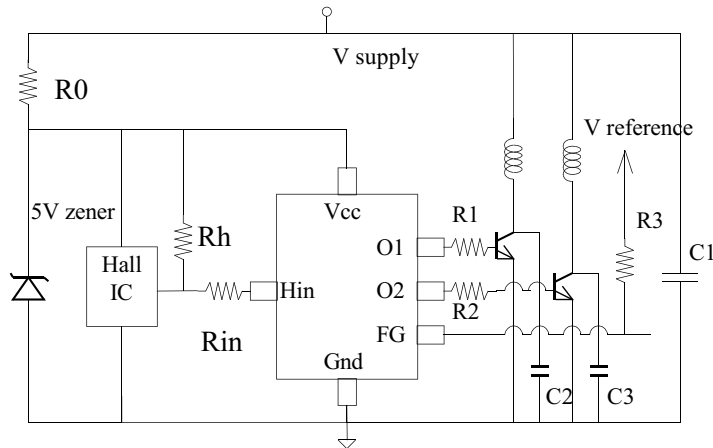 V supply
R0
V reference
5V zener
Vcc
R1
Rh
R3
O1
C1
Hall
IC
Hin
O2
R2
Rin
FG
Gnd
C2
C3